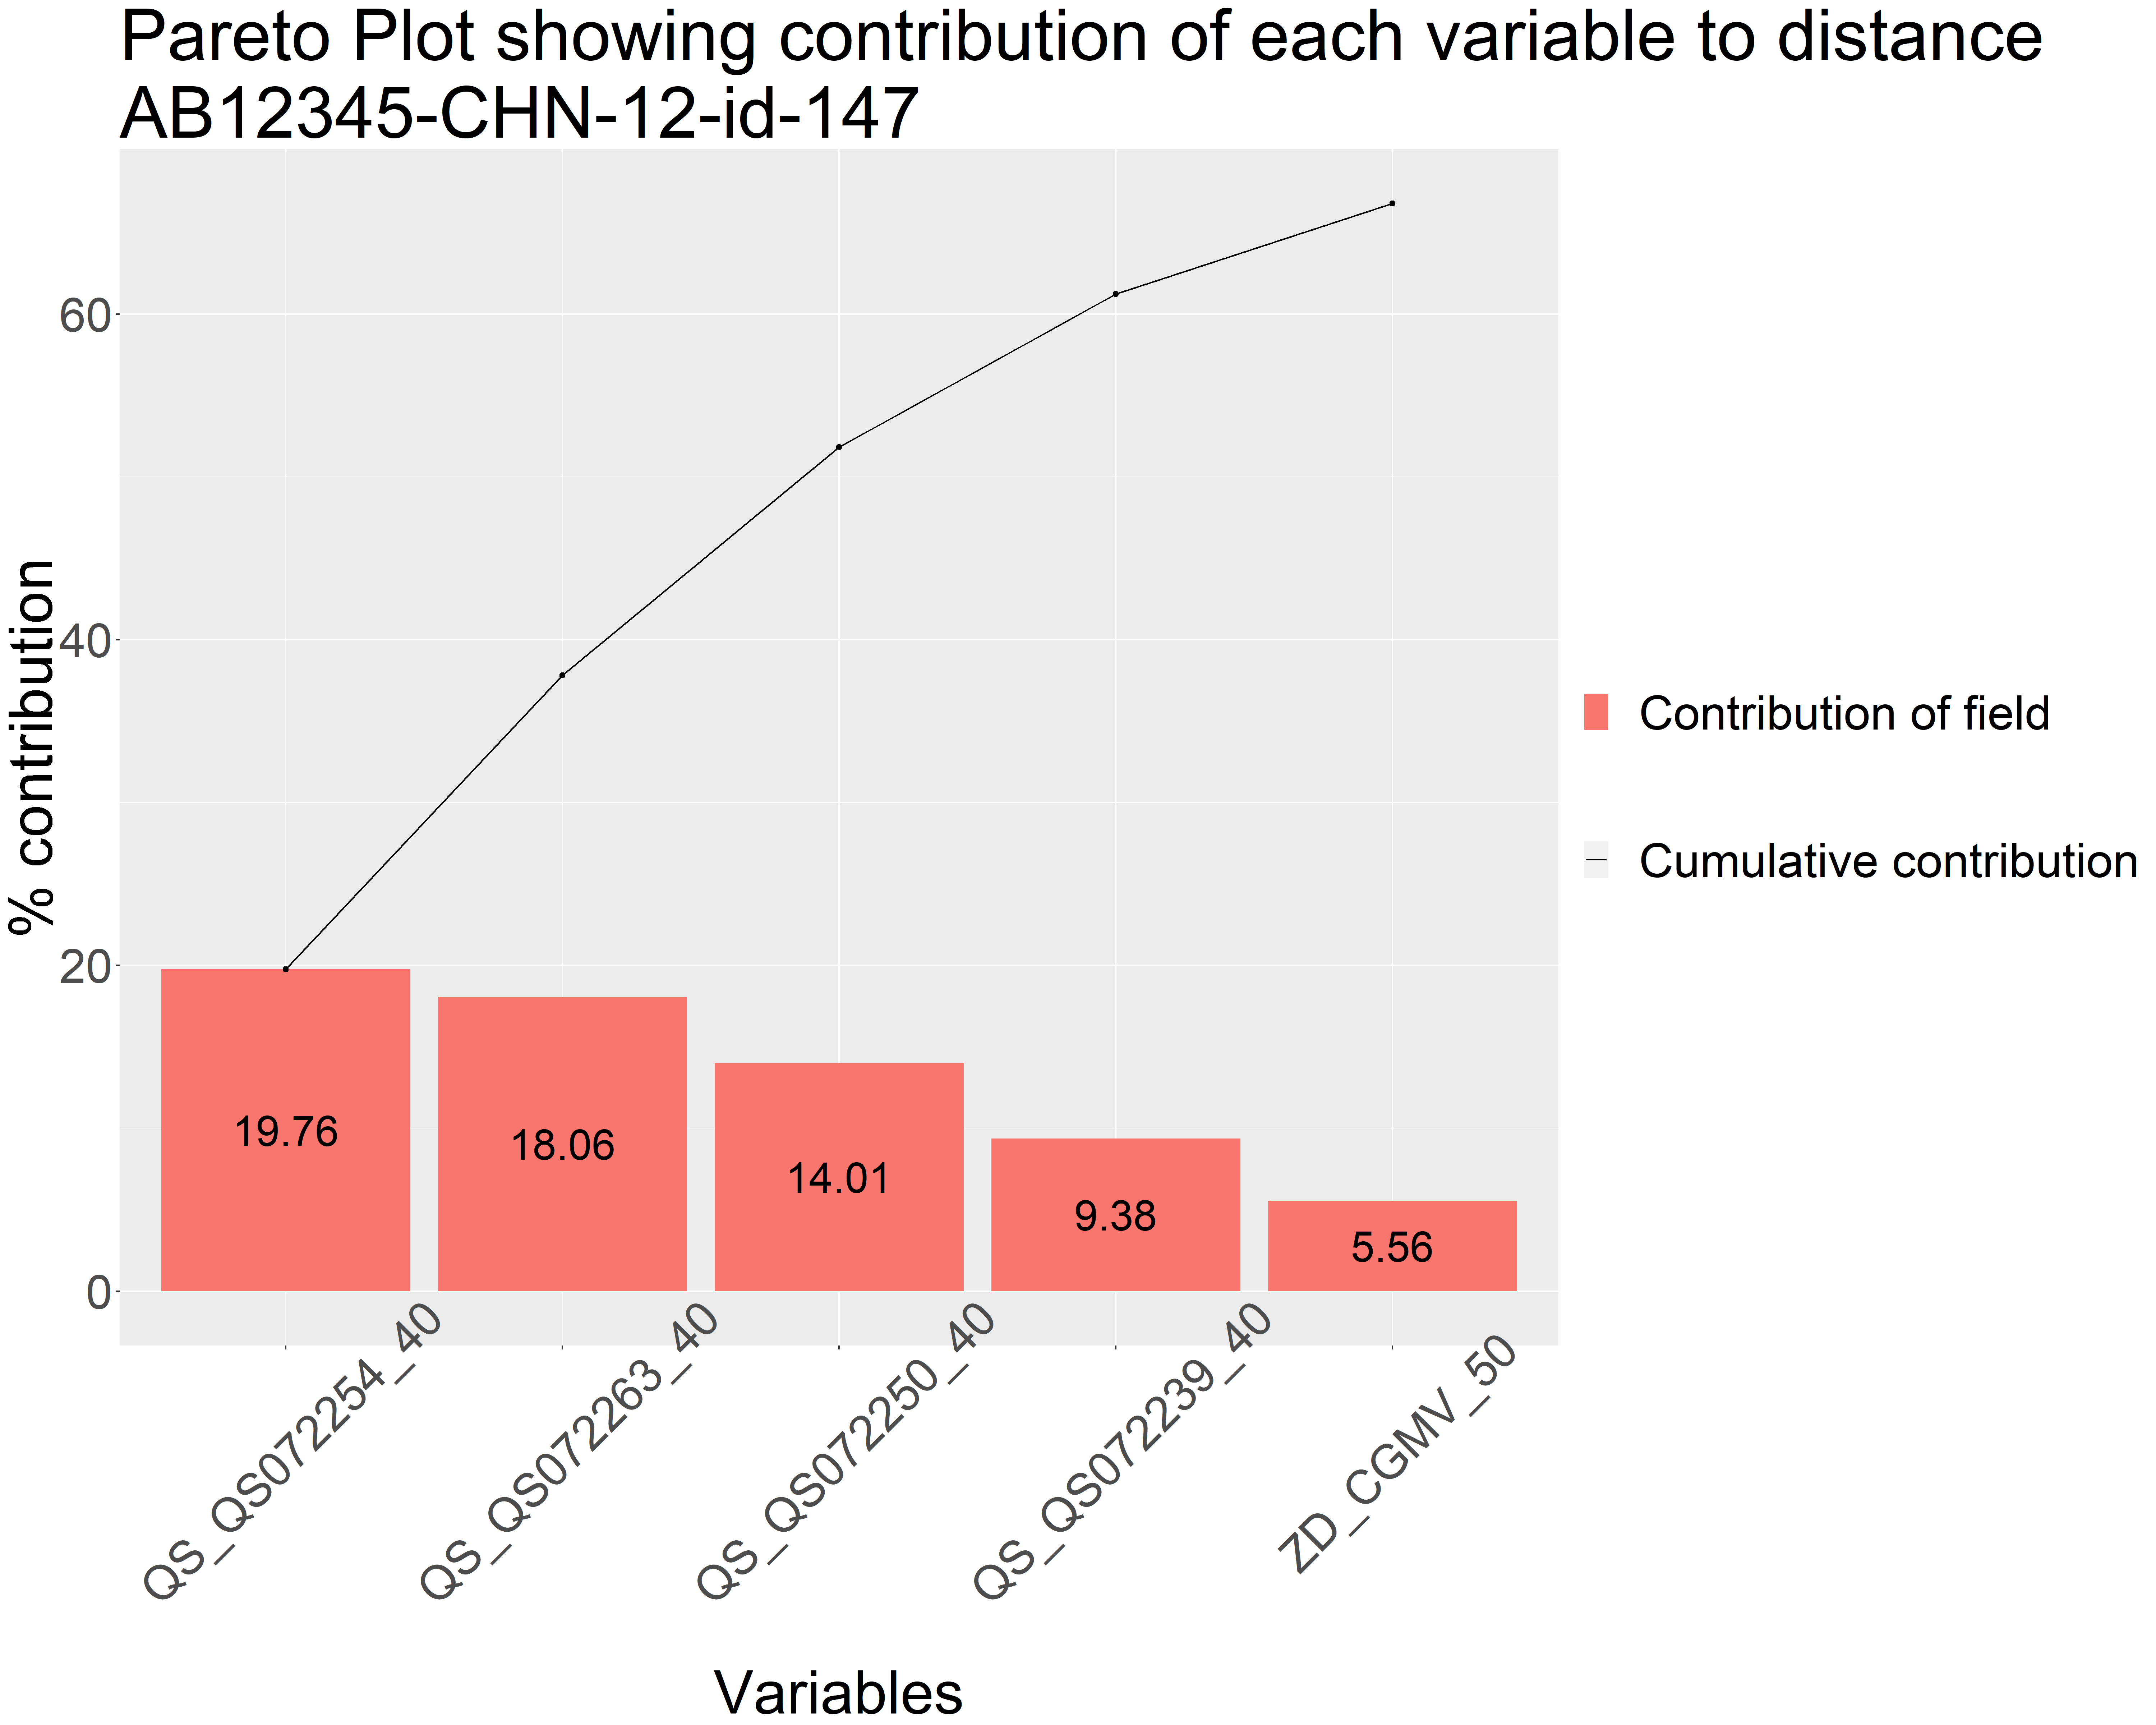 Pareto Plot showing contribution of each variable to distance
AB12345-CHN-12-id-147
% contribution
60
40
20
0
19.76
18.06
14.01
9.38
5.56
QS_QS072254_40
QS_QS072263_40
QS_QS072250_40
QS_QS072239_40
ZD_CGMV_50
Variables
Contribution of field
Cumulative contribution